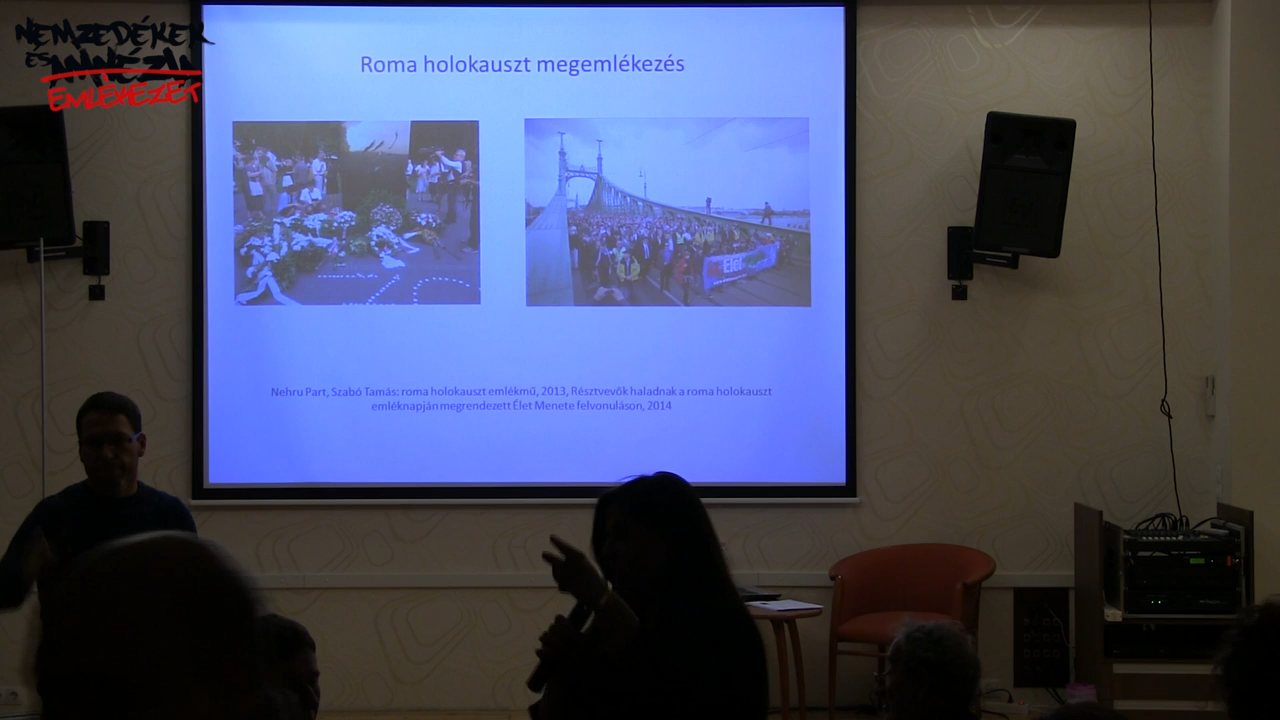 NEMZEDÉKEK
ÉS AMNÉZIA
EMLÉKEZET
Roma holokauszt megemlékezés
Élet
Nehru Part, Szabó Tamás: roma holokauszt emlékmű, 2013, Résztvevők haladnak a roma holokauszt
emléknapján megrendezett Élet Menete felvonuláson, 2014